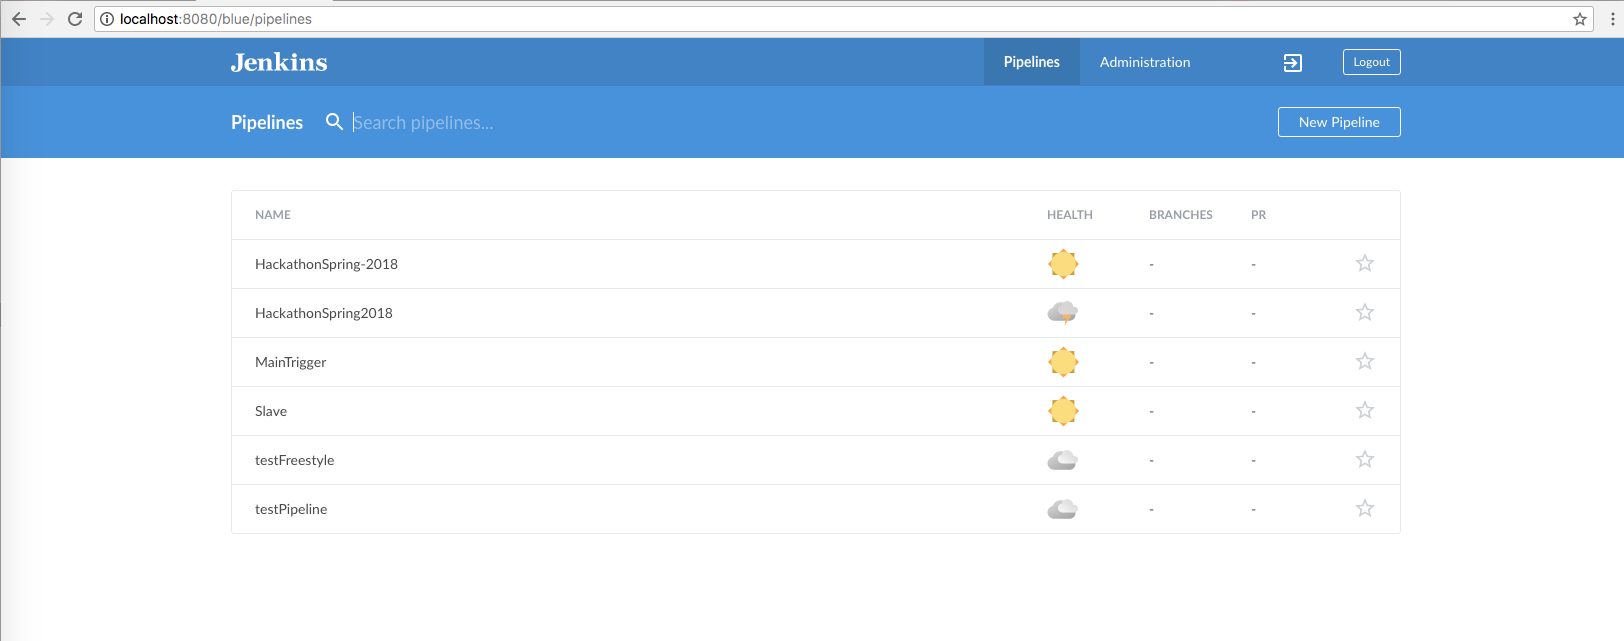 localhost:8080/blue/pipelines
Jenkins Pipelines Administration Logout
Pipelines Search pipelines... New Pipeline
NAME HEALTH BRANCHES PR
HackathonSpring-2018 - -
HackathonSpring2018 - -
MainTrigger - -
Slave - -
testFreestyle - -
testPipeline - -